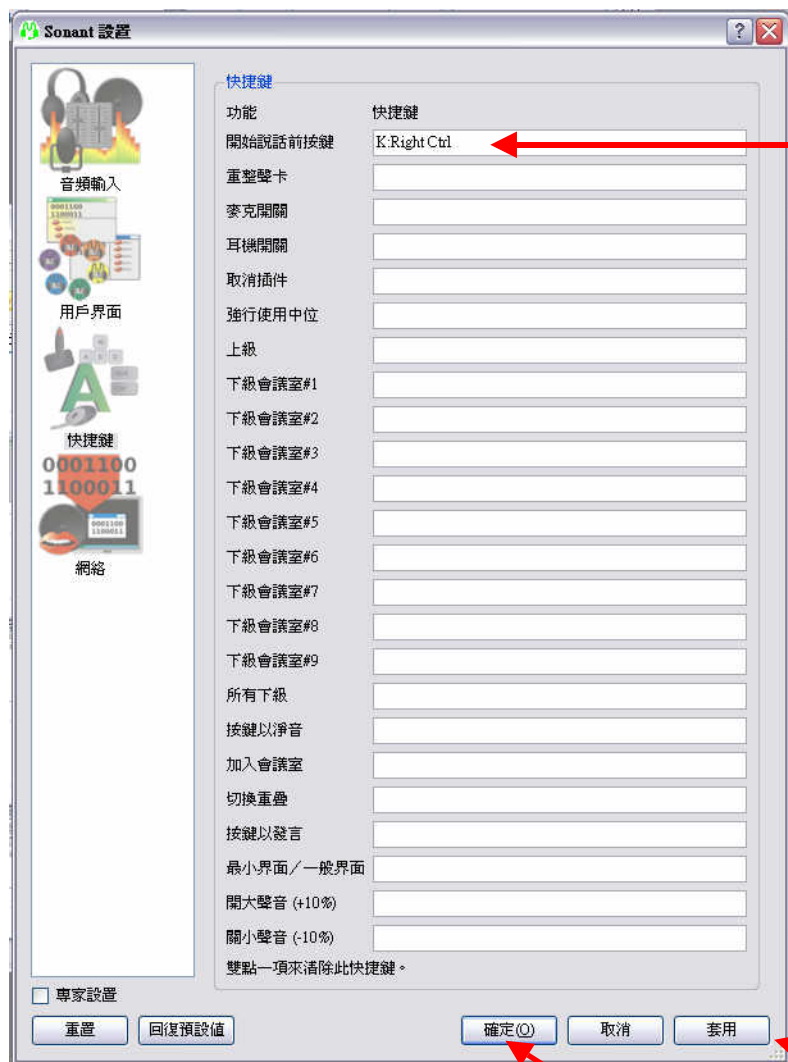 Sonant 設置
音頻輸入
用戶界面
快捷鍵
網絡
快捷鍵
功能 快捷鍵
開始說話前按鍵 K:Right Ctrl
重整聲卡
麥克開關
耳機開關
取消插件
強行使用中位
上級
下級會議室#1
下級會議室#2
下級會議室#3
下級會議室#4
下級會議室#5
下級會議室#6
下級會議室#7
下級會議室#8
下級會議室#9
所有下級
按鍵以淨音
加入會議室
切換重疊
按鍵以發言
最小界面／一般界面
開大聲音 (+10%)
關小聲音 (-10%)
雙點一項來清除此快捷鍵。
專家設置
重置 回復預設值 確定(O) 取消 套用